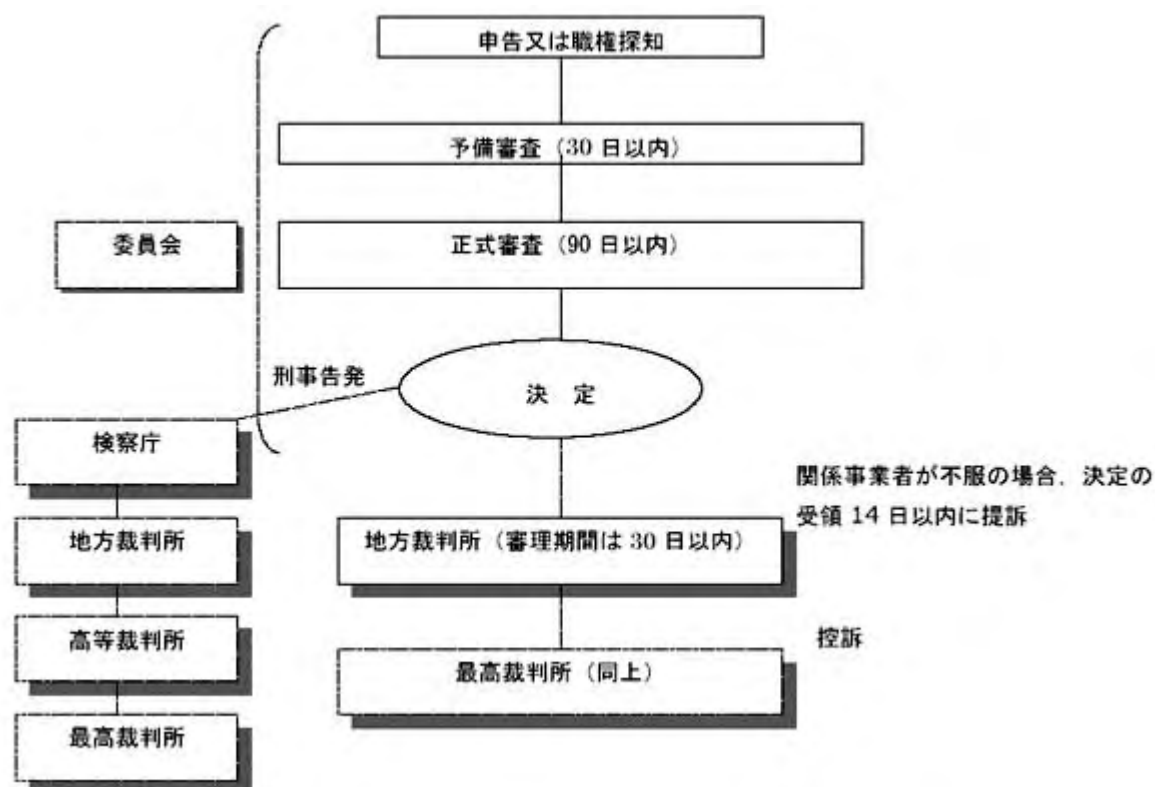 申告又は職権探知
予備審査（30 日以内）
委員会
正式審査（90 日以内）
刑事告発
決　定
検察庁
関係事業者が不服の場合，決定の
受領 14 日以内に提訴
地方裁判所
地方裁判所（審理期間は 30 日以内）
高等裁判所
控訴
最高裁判所（同上）
最高裁判所